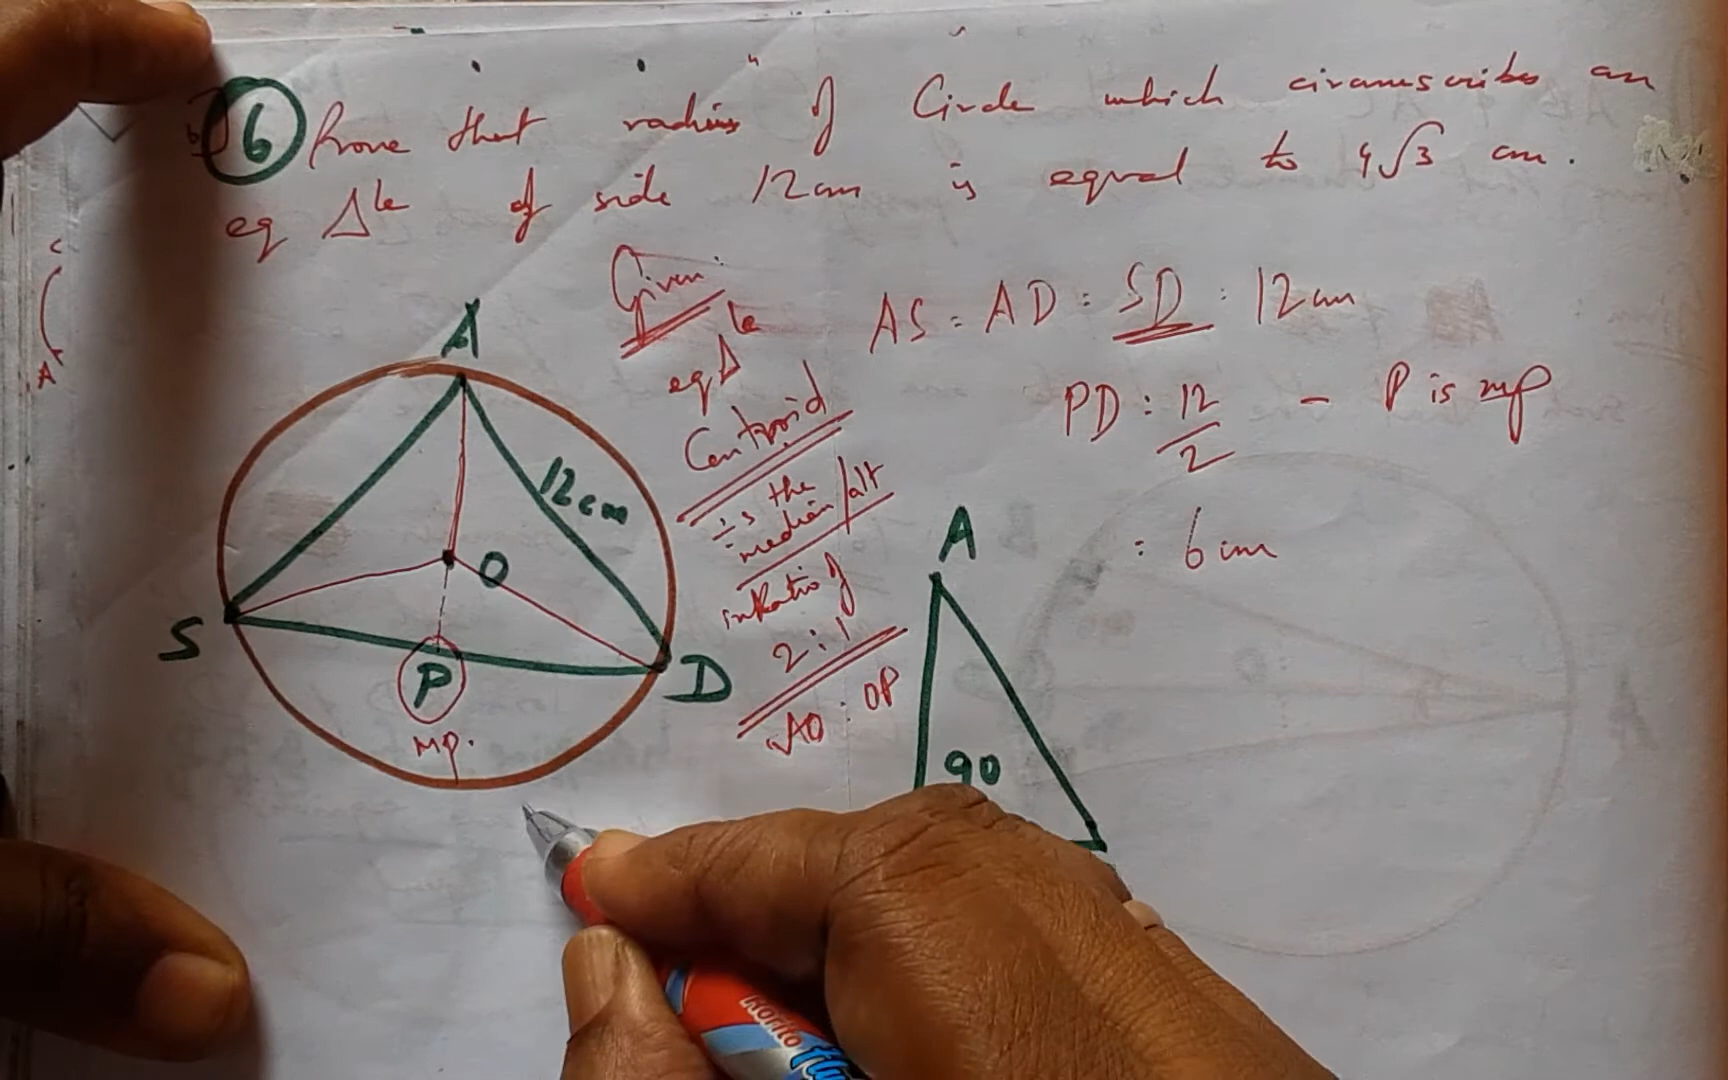 6 Prove that radius of Circle which circumscribes an
eq Δle of side 12cm is equal to 4√3 cm.
Given:
eq Δle
AS = AD = SD = 12cm
PD = 12/2 - P is mp
= 6cm
Centroid
is the
median/alt
in Ratio of
2:1
AO : OP
A
12cm
O
S
P
D
MP.
A
90